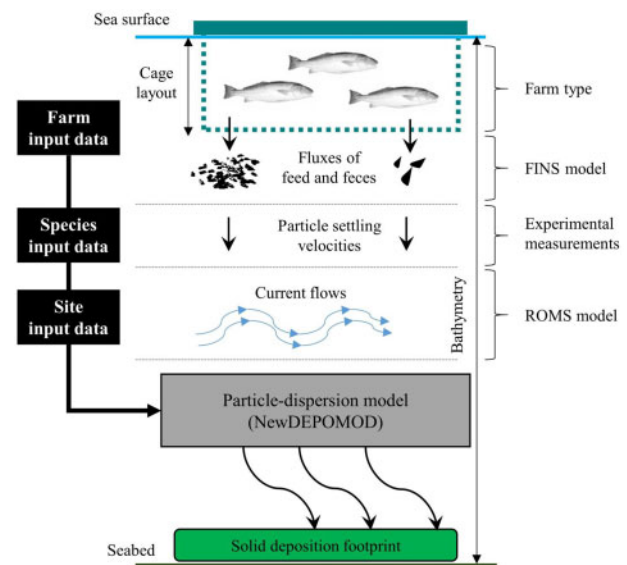 Sea surface
Cage
layout
Farm type
Farm
input data
Fluxes of
feed and feces
FINS model
Species
input data
Particle settling
velocities
Experimental
measurements
Site
input data
Current flows
Bathymetry
ROMS model
Particle-dispersion model
(NewDEPOMOD)
Seabed
Solid deposition footprint